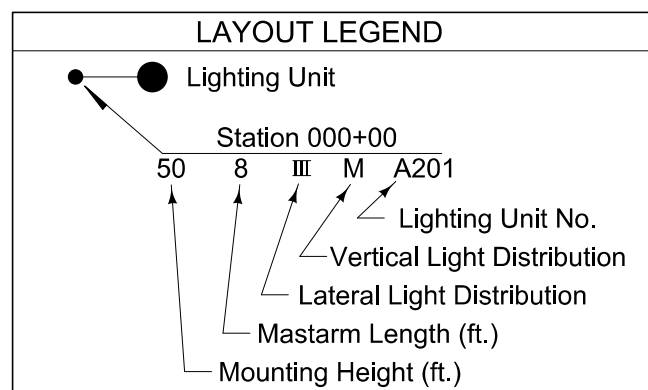 LAYOUT LEGEND
Lighting Unit
Station 000+00
50 8 III M A201
Lighting Unit No.
Vertical Light Distribution
Lateral Light Distribution
Mastarm Length (ft.)
Mounting Height (ft.)